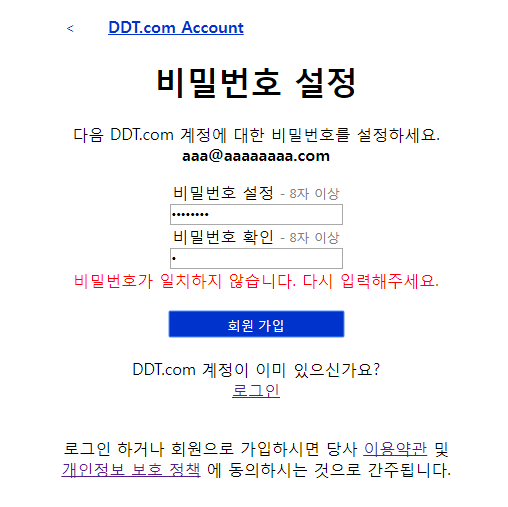 < DDT.com Account
비밀번호 설정
다음 DDT.com 계정에 대한 비밀번호를 설정하세요.
aaa@aaaaaaaa.com
비밀번호 설정 - 8자 이상
••••••••
비밀번호 확인 - 8자 이상
•
비밀번호가 일치하지 않습니다. 다시 입력해주세요.
회원 가입
DDT.com 계정이 이미 있으신가요?
로그인
로그인 하거나 회원으로 가입하시면 당사 이용약관 및
개인정보 보호 정책 에 동의하시는 것으로 간주됩니다.